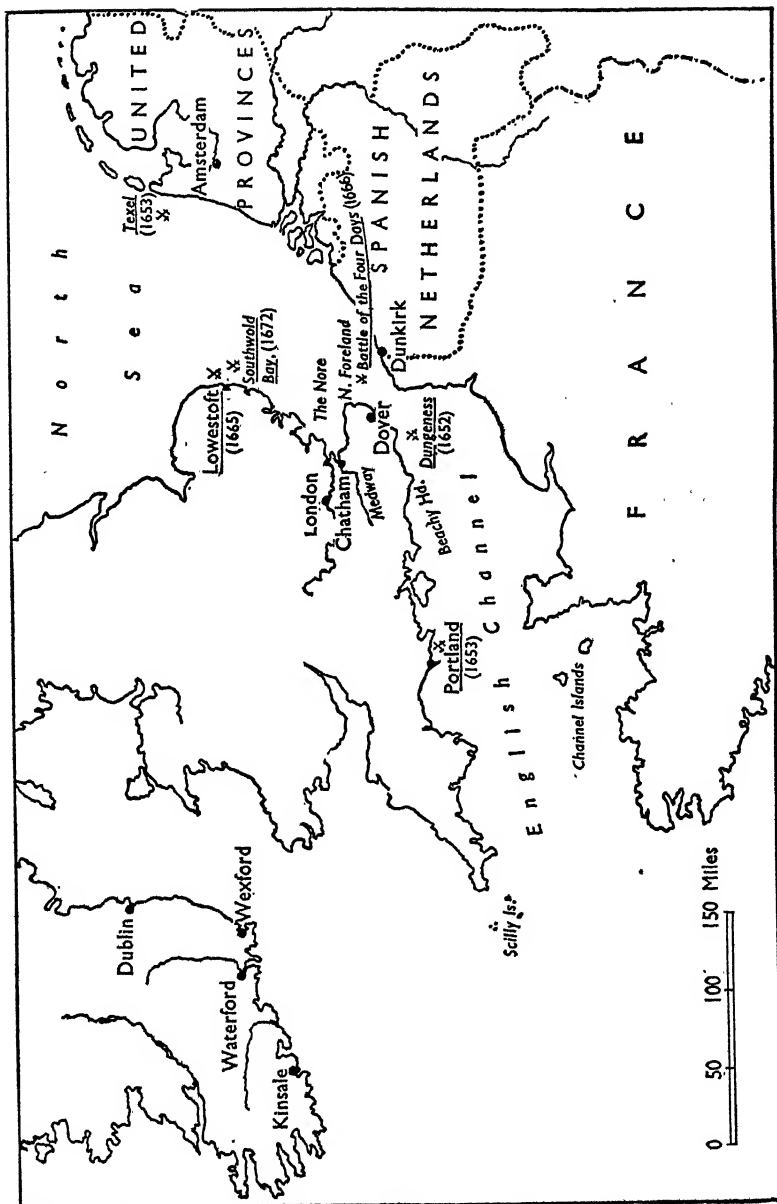 North
Sea
UNITED
PROVINCES
Amsterdam
Texel
(1653)
SPANISH
NETHERLANDS
Battle of the Four Days (1666)
Dunkirk
FRANCE
Lowestoft
(1665)
Southwold
Bay. (1672)
The Nore
N. Foreland
London
Chatham
Medway
Dover
Dungeness
(1652)
Beachy Hd.
English Channel
Portland
(1653)
Channel Islands
Scilly Is.
Dublin
Wexford
Waterford
Kinsale
0 50 100 150 Miles